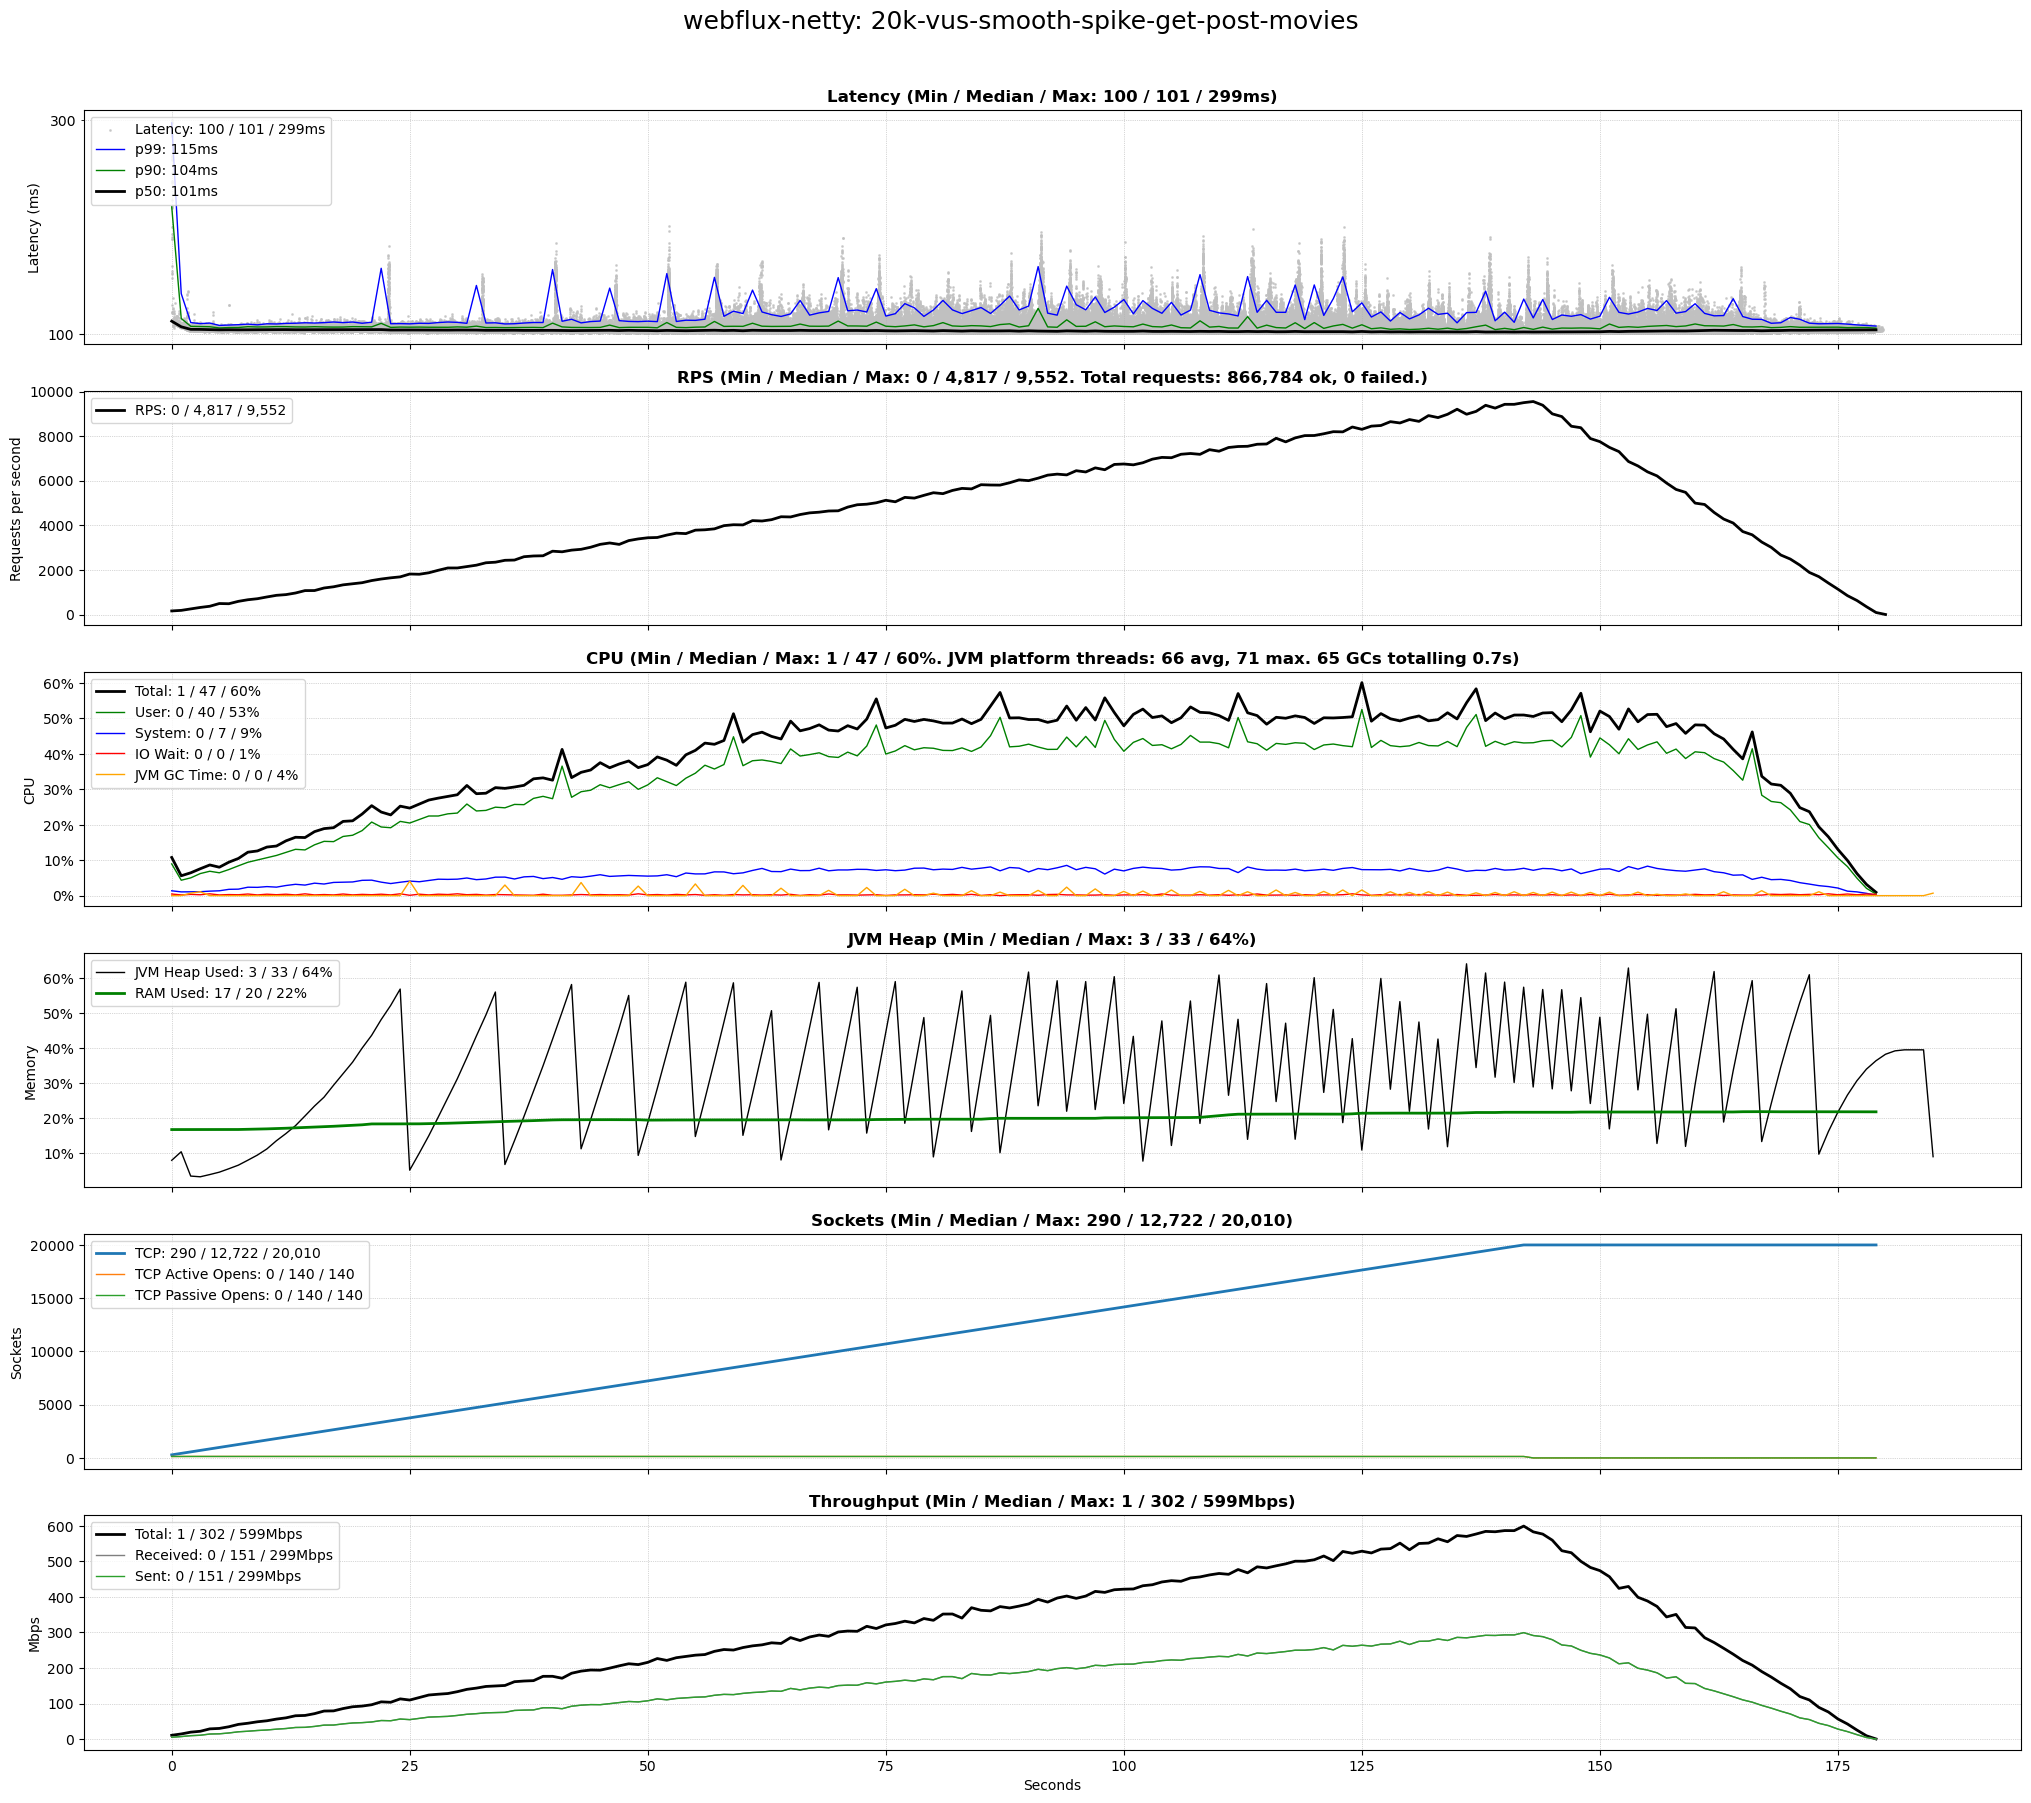 webflux-netty: 20k-vus-smooth-spike-get-post-movies
Latency (Min / Median / Max: 100 / 101 / 299ms)
300
100
Latency (ms)
Latency: 100 / 101 / 299ms
p99: 115ms
p90: 104ms
p50: 101ms
RPS (Min / Median / Max: 0 / 4,817 / 9,552. Total requests: 866,784 ok, 0 failed.)
10000
8000
6000
4000
2000
0
Requests per second
RPS: 0 / 4,817 / 9,552
CPU (Min / Median / Max: 1 / 47 / 60%. JVM platform threads: 66 avg, 71 max. 65 GCs totalling 0.7s)
60%
50%
40%
30%
20%
10%
0%
CPU
Total: 1 / 47 / 60%
User: 0 / 40 / 53%
System: 0 / 7 / 9%
IO Wait: 0 / 0 / 1%
JVM GC Time: 0 / 0 / 4%
JVM Heap (Min / Median / Max: 3 / 33 / 64%)
60%
50%
40%
30%
20%
10%
Memory
JVM Heap Used: 3 / 33 / 64%
RAM Used: 17 / 20 / 22%
Sockets (Min / Median / Max: 290 / 12,722 / 20,010)
20000
15000
10000
5000
0
Sockets
TCP: 290 / 12,722 / 20,010
TCP Active Opens: 0 / 140 / 140
TCP Passive Opens: 0 / 140 / 140
Throughput (Min / Median / Max: 1 / 302 / 599Mbps)
600
500
400
300
200
100
0
Mbps
Total: 1 / 302 / 599Mbps
Received: 0 / 151 / 299Mbps
Sent: 0 / 151 / 299Mbps
0 25 50 75 100 125 150 175
Seconds